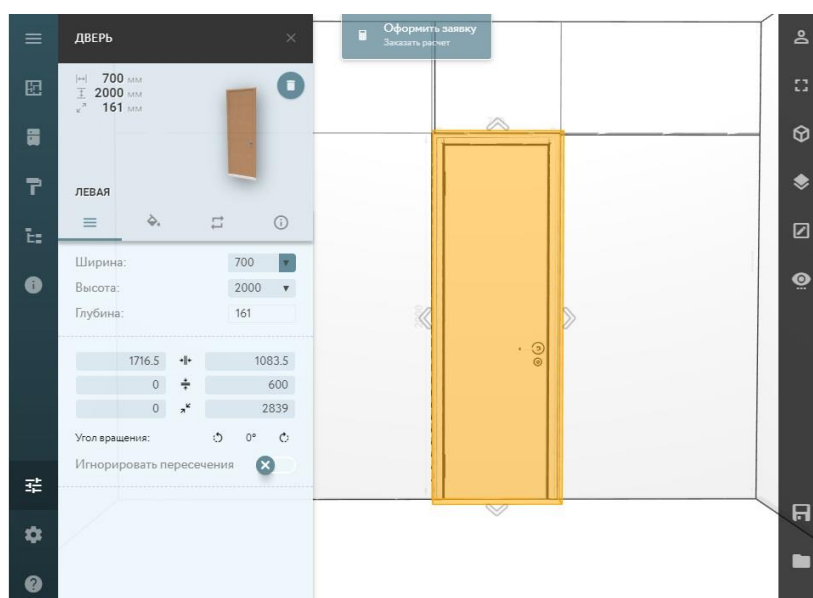 ДВЕРЬ
Оформить заявку
Заказать расчет
700 мм
2000 мм
161 мм
ЛЕВАЯ
Ширина: 700
Высота: 2000
Глубина: 161
1716.5 1083.5
0 600
0 2839
Угол вращения: 0°
Игнорировать пересечения